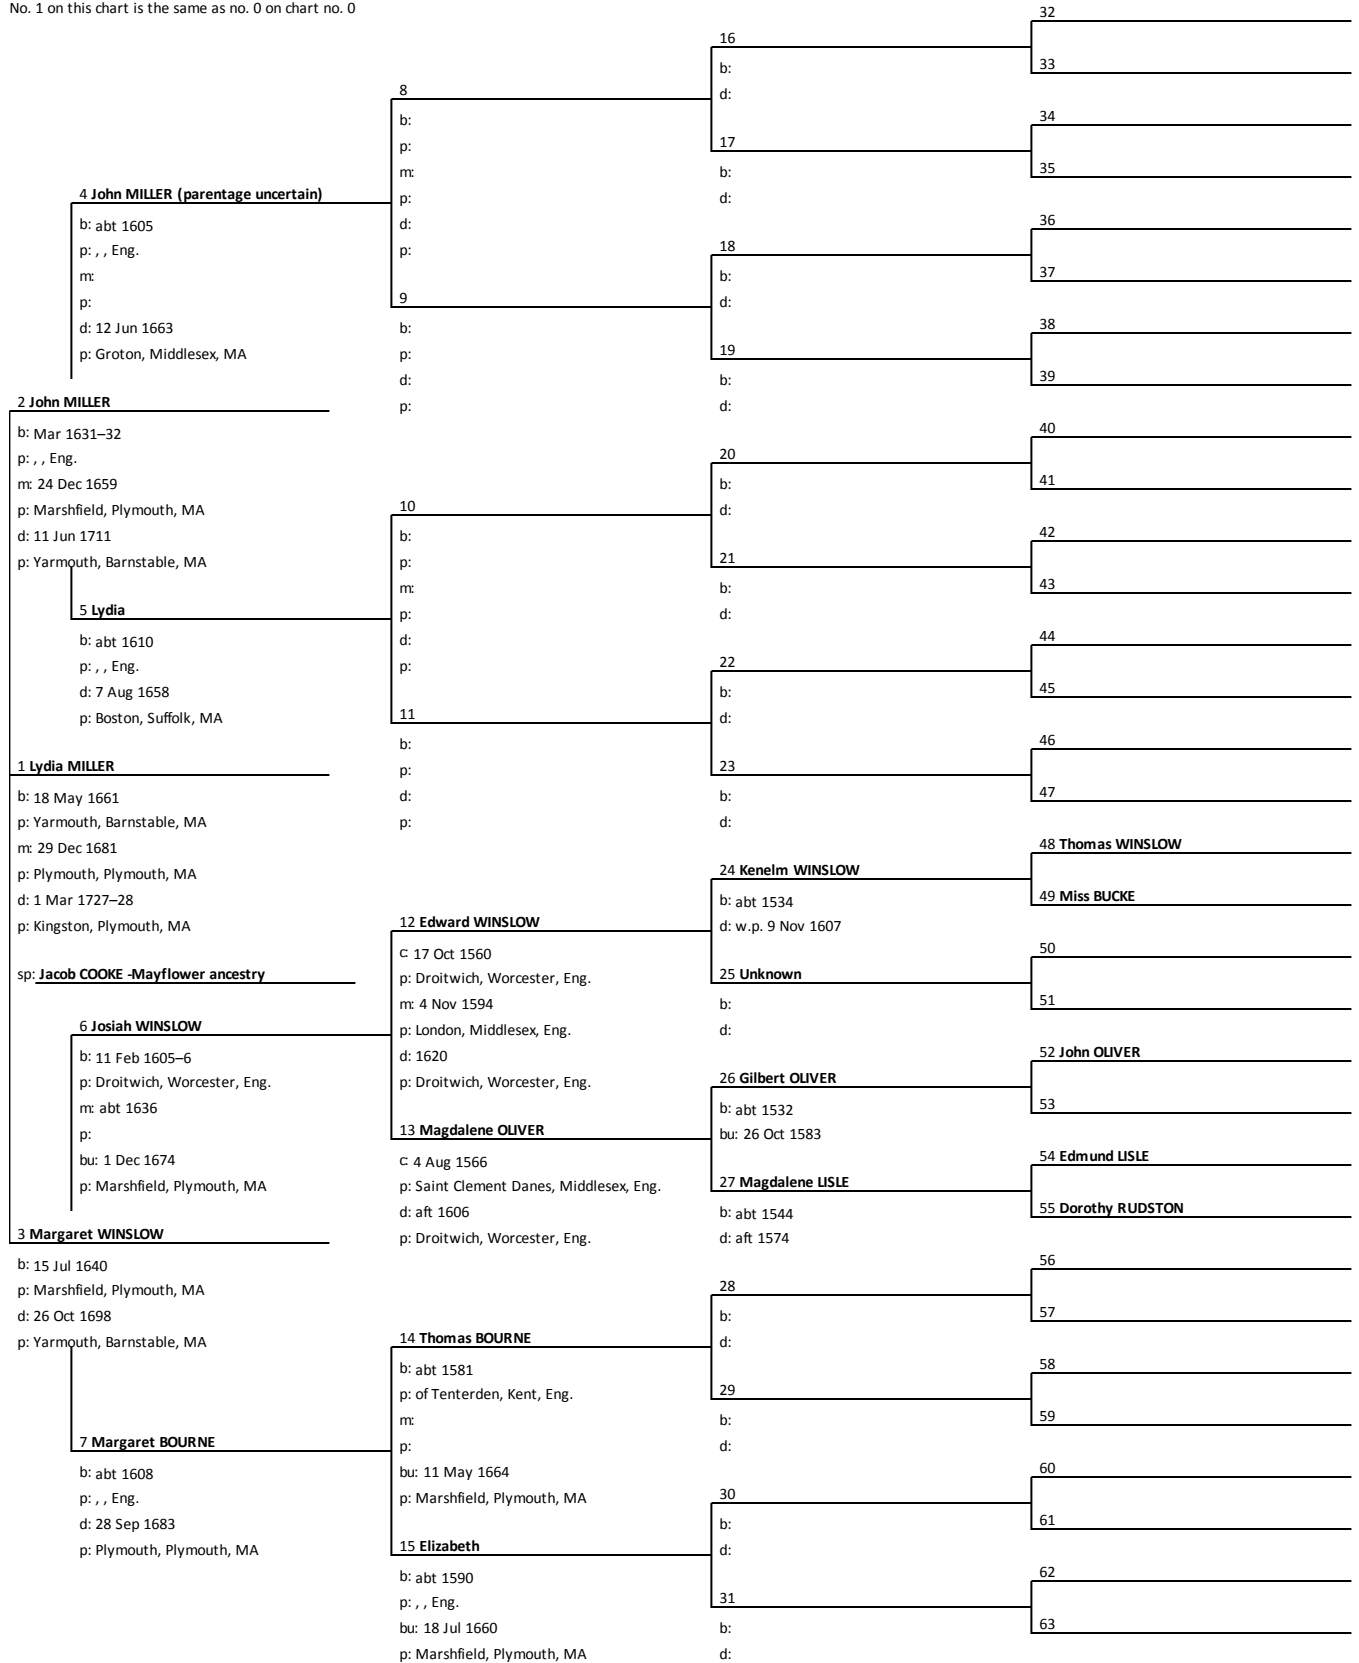 No. 1 on this chart is the same as no. 0 on chart no. 0
4 John MILLER (parentage uncertain)
b: abt 1605
p: , , Eng.
m:
p:
d: 12 Jun 1663
p: Groton, Middlesex, MA
2 John MILLER
b: Mar 1631–32
p: , , Eng.
m: 24 Dec 1659
p: Marshfield, Plymouth, MA
d: 11 Jun 1711
p: Yarmouth, Barnstable, MA
5 Lydia
b: abt 1610
p: , , Eng.
d: 7 Aug 1658
p: Boston, Suffolk, MA
1 Lydia MILLER
b: 18 May 1661
p: Yarmouth, Barnstable, MA
m: 29 Dec 1681
p: Plymouth, Plymouth, MA
d: 1 Mar 1727–28
p: Kingston, Plymouth, MA
sp: Jacob COOKE -Mayflower ancestry
6 Josiah WINSLOW
b: 11 Feb 1605–6
p: Droitwich, Worcester, Eng.
m: abt 1636
p:
bu: 1 Dec 1674
p: Marshfield, Plymouth, MA
3 Margaret WINSLOW
b: 15 Jul 1640
p: Marshfield, Plymouth, MA
d: 26 Oct 1698
p: Yarmouth, Barnstable, MA
7 Margaret BOURNE
b: abt 1608
p: , , Eng.
d: 28 Sep 1683
p: Plymouth, Plymouth, MA
8
b:
p:
m:
p:
d:
p:
9
b:
p:
d:
p:
10
b:
p:
m:
p:
d:
p:
11
b:
p:
d:
p:
12 Edward WINSLOW
c: 17 Oct 1560
p: Droitwich, Worcester, Eng.
m: 4 Nov 1594
p: London, Middlesex, Eng.
d: 1620
p: Droitwich, Worcester, Eng.
13 Magdalene OLIVER
c: 4 Aug 1566
p: Saint Clement Danes, Middlesex, Eng.
d: aft 1606
p: Droitwich, Worcester, Eng.
14 Thomas BOURNE
b: abt 1581
p: of Tenterden, Kent, Eng.
m:
p:
bu: 11 May 1664
p: Marshfield, Plymouth, MA
15 Elizabeth
b: abt 1590
p: , , Eng.
bu: 18 Jul 1660
p: Marshfield, Plymouth, MA
16
b:
d:
17
b:
d:
18
b:
d:
19
b:
d:
20
b:
d:
21
b:
d:
22
b:
d:
23
b:
d:
24 Kenelm WINSLOW
b: abt 1534
d: w.p. 9 Nov 1607
25 Unknown
b:
d:
26 Gilbert OLIVER
b: abt 1532
bu: 26 Oct 1583
27 Magdalene LISLE
b: abt 1544
d: aft 1574
28
b:
d:
29
b:
d:
30
b:
d:
31
b:
d:
32
33
34
35
36
37
38
39
40
41
42
43
44
45
46
47
48 Thomas WINSLOW
49 Miss BUCKE
50
51
52 John OLIVER
53
54 Edmund LISLE
55 Dorothy RUDSTON
56
57
58
59
60
61
62
63